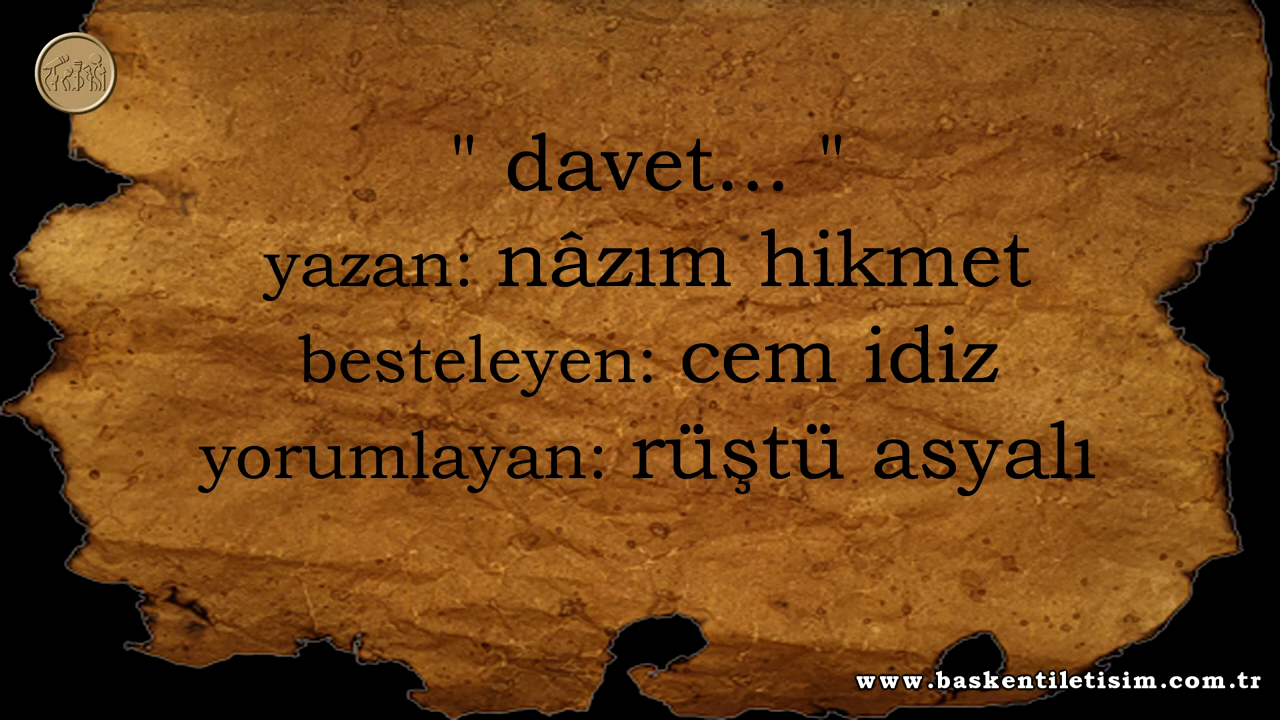 " davet... "
yazan: nâzım hikmet
besteleyen: cem idiz
yorumlayan: rüştü asyalı
www.baskentiletisim.com.tr